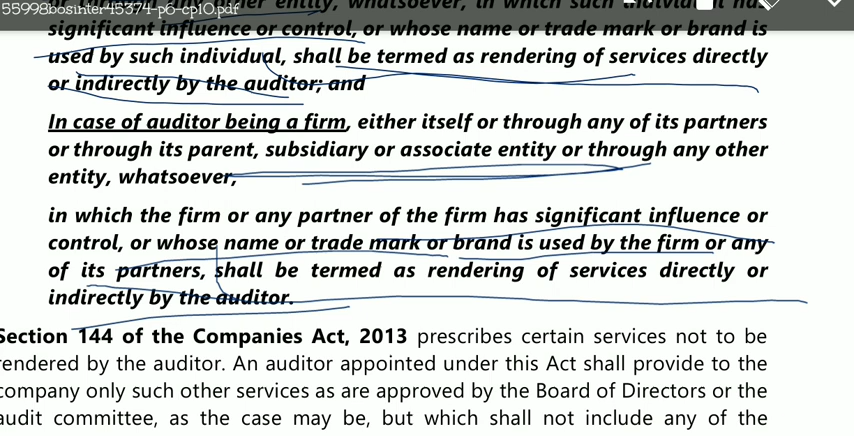 55998bosinter45374-p6-cp10.pdf
entity, whatsoever, in which such
significant influence or control, or whose name or trade mark or brand is
used by such individual, shall be termed as rendering of services directly
or indirectly by the auditor; and
In case of auditor being a firm, either itself or through any of its partners
or through its parent, subsidiary or associate entity or through any other
entity, whatsoever,
in which the firm or any partner of the firm has significant influence or
control, or whose name or trade mark or brand is used by the firm or any
of its partners, shall be termed as rendering of services directly or
indirectly by the auditor.
Section 144 of the Companies Act, 2013 prescribes certain services not to be
rendered by the auditor. An auditor appointed under this Act shall provide to the
company only such other services as are approved by the Board of Directors or the
audit committee, as the case may be, but which shall not include any of the